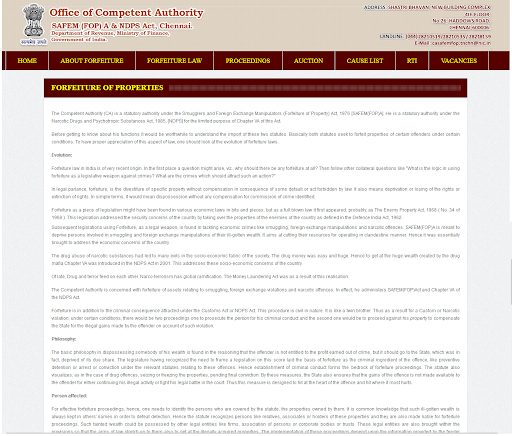 Office of Competent Authority
SAFEM (FOP) A & NDPS Act, Chennai.
Department of Revenue, Ministry of Finance,
Government of India.
ADDRESS: SHASTRI BHAVAN, NEW BUILDING COMPLEX
4th FLOOR,
No.26, HADDOWS ROAD,
CHENNAI-600006.
HOME ABOUT FORFEITURE FORFEITURE LAW PROCEEDINGS AUCTION CAUSE LIST RTI VACANCIES
FORFEITURE OF PROPERTIES
The Competent Authority (CA) is a statutory authority under the Smugglers and Foreign Exchange Manipulators (Forfeiture of Property) Act, 1976 (SAFEM(FOP)A). He is a statutory authority under the
Narcotic Drugs and Psychotropic Substances Act, 1985, (NDPS) for the limited purpose of Chapter VA of this Act.
Before getting to know about his functions it would be worthwhile to understand the import of these two statutes. Basically both statutes seek to forfeit properties of certain offenders under certain
conditions. To have proper appreciation of this aspect of law, one should look at the evolution of forfeiture laws.
Evolution:
Forfeiture law in India is of very recent origin. In the first place a question might arise, viz., why should there be any forfeiture at all? Then follow other collateral questions like "What is the logic in using
forfeiture as a legislative weapon against crimes? What are the crimes which should attract such an action?"
In legal parlance, forfeiture, is the divestiture of specific property without compensation in consequence of some default or act forbidden by law. It also means deprivation or losing of the rights or
extinction of rights. In simple terms, it would mean dispossession without any compensation for commission of crime identified.
Forfeiture as a piece of legislation might have been found in various economic laws in bits and pieces, but as a full blown law it first appeared, probably, as The Enemy Property Act, 1968 ( No. 34 of
1968 ). This legislation addressed the security concerns of the country by taking over the properties of the enemies of the country as defined in the Defence India Act, 1962.
Subsequent legislations using Forfeiture, as a legal weapon, is found in tackling economic crimes like smuggling, foreign exchange manipulations and narcotic offences. SAFEM(FOP)A is meant to
deprive persons involved in smuggling and foreign exchange manipulations of their ill-gotten wealth. It aims at cutting their resources for operating in clandestine manner. Hence it was essentially
brought to address the economic concerns of the country.
The drug abuse of narcotic substances had led to make owls in the socio-economic fabric of the society. The drug money was easy and huge. Hence to get at the huge wealth created by the drug
mafia Chapter VA was introduced in the NDPS Act in 2001. This addresses these socio-economic concerns of the country.
Of late, Drug and terror feed on each other. Narco-terrorism has global ramification. The Money Laundering Act was as a result of this realisation.
The Competent Authority is concerned with forfeiture of assets relating to smuggling, foreign exchange violations and narcotic offences. In effect, he administers SAFEM(FOP)A and Chapter VA of
the NDPS Act.
Forfeiture is in addition to the criminal consequence attracted under the Customs Act or NDPS Act. This procedure is civil in nature. It is like a twin brother. Thus as a result for a Custom or Narcotic
violation, under certain conditions, there would be two proceedings one to prosecute the person for his criminal conduct and the second one would be to proceed against his property to compensate
the State for the illegal gains made by the offender on account of such violation.
Philosophy:
The basic philosophy in dispossessing somebody of his wealth is found in the reasoning that the offender is not entitled to the profit earned out of crime, but it should go to the State, which was in
fact, deprived of its due share. The legislature having recognized the need to frame a legislation on this score laid the basis of forfeiture as the criminal ingredient of the offence, like preventive
detention or arrest or conviction under the relevant statutes relating to these offences. Hence establishment of criminal conduct forms the bedrock of forfeiture proceedings. The statute also
visualizes, as in the case of drug offences, seizing or freezing the properties, pending final conviction. By these measures, the State also ensures that the gains of the offence is not made available to
the offender for either continuing his illegal activity or fight his legal battle in the court. Thus this measure is designed to hit at the heart of the offence and hit where it must hurts.
Person affected:
For effective forfeiture proceedings, hence, one needs to identify the persons who are covered by the statute, the properties owned by them. It is common knowledge that such ill-gotten wealth is
always kept in others' names in order to defeat detection. Hence the statute recognizes persons like relatives, associates or holders of these properties and they are also made liable for forfeiture
proceedings. Such tainted wealth could be possessed by other legal entities like firms, association of persons or corporate bodies or trusts. These legal entities are also brought within the